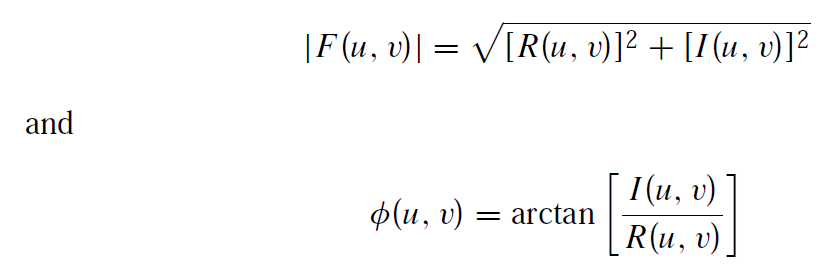 |F(u, v)| = √[R(u, v)]² + [I(u, v)]²
and
ϕ(u, v) = arctan [I(u, v) / R(u, v)]